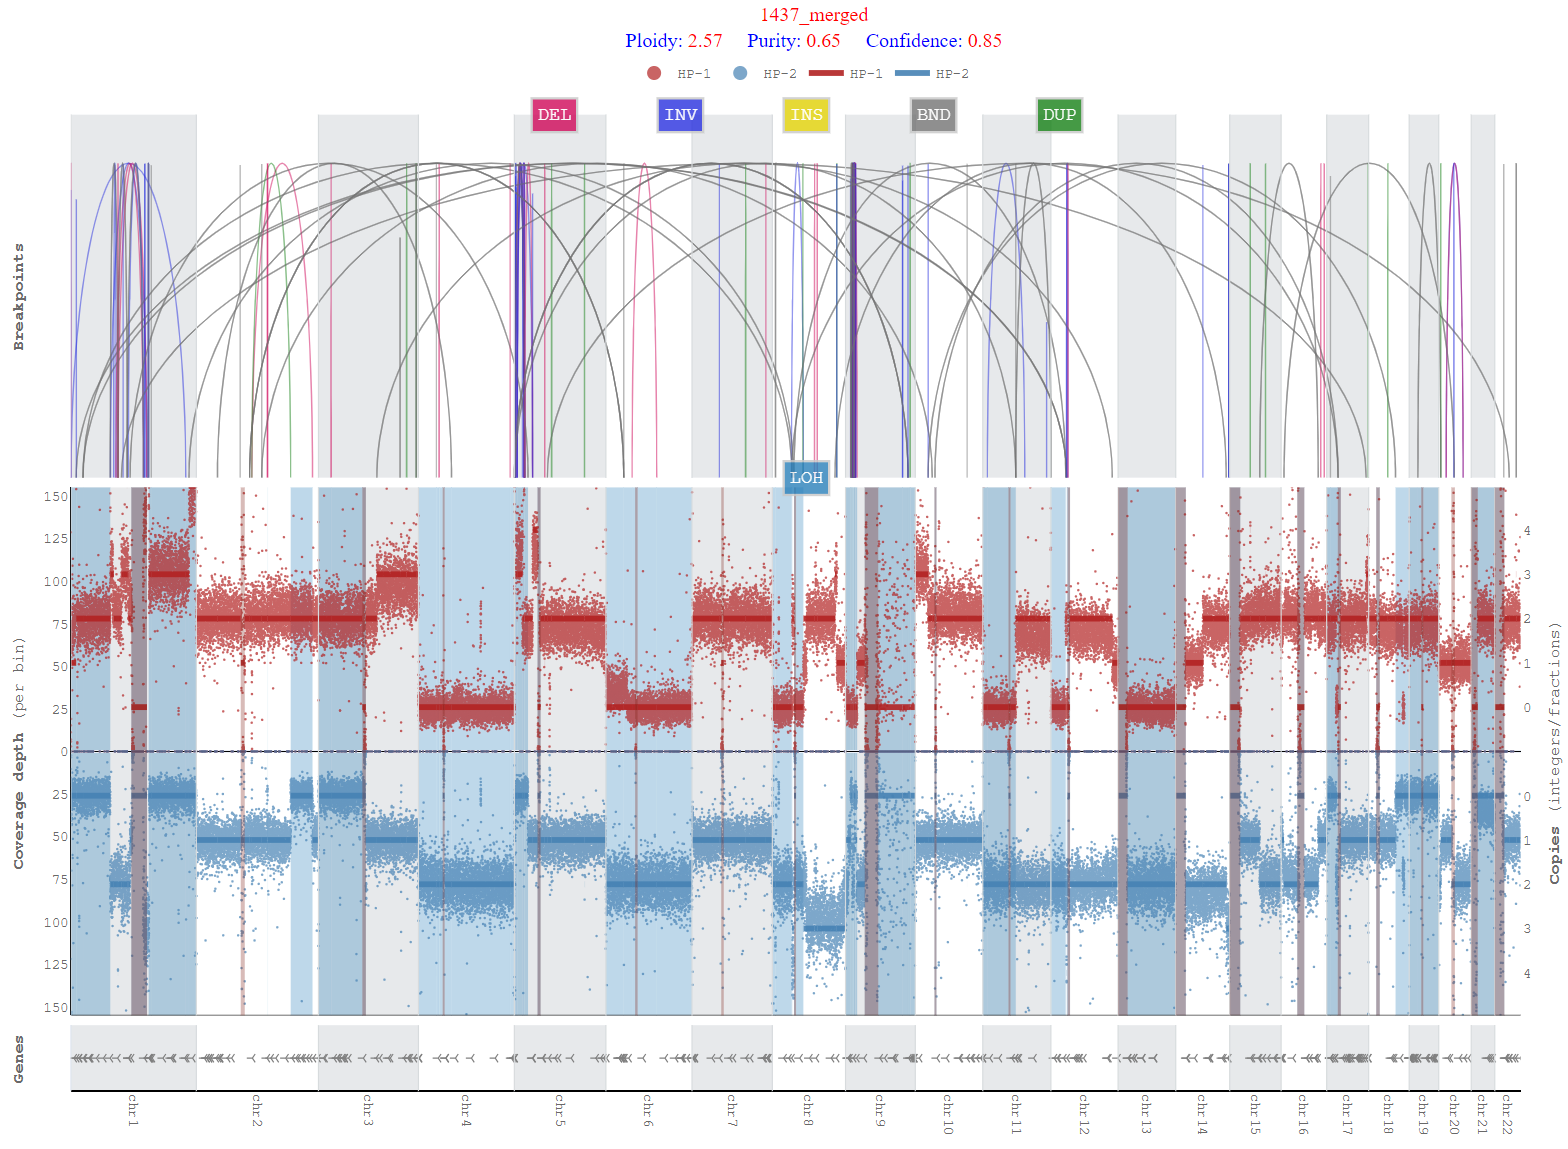 1437_merged
Ploidy: 2.57 Purity: 0.65 Confidence: 0.85
HP-1 HP-2 HP-1 HP-2
DEL INV INS BND DUP
Breakpoints
LOH
150
125
100
75
50
25
0
25
50
75
100
125
150
Coverage depth (per bin)
4
3
2
1
0
0
1
2
3
4
Copies (integers/fractions)
Genes
chr1 chr2 chr3 chr4 chr5 chr6 chr7 chr8 chr9 chr10 chr11 chr12 chr13 chr14 chr15 chr16 chr17 chr18 chr19 chr20 chr21 chr22